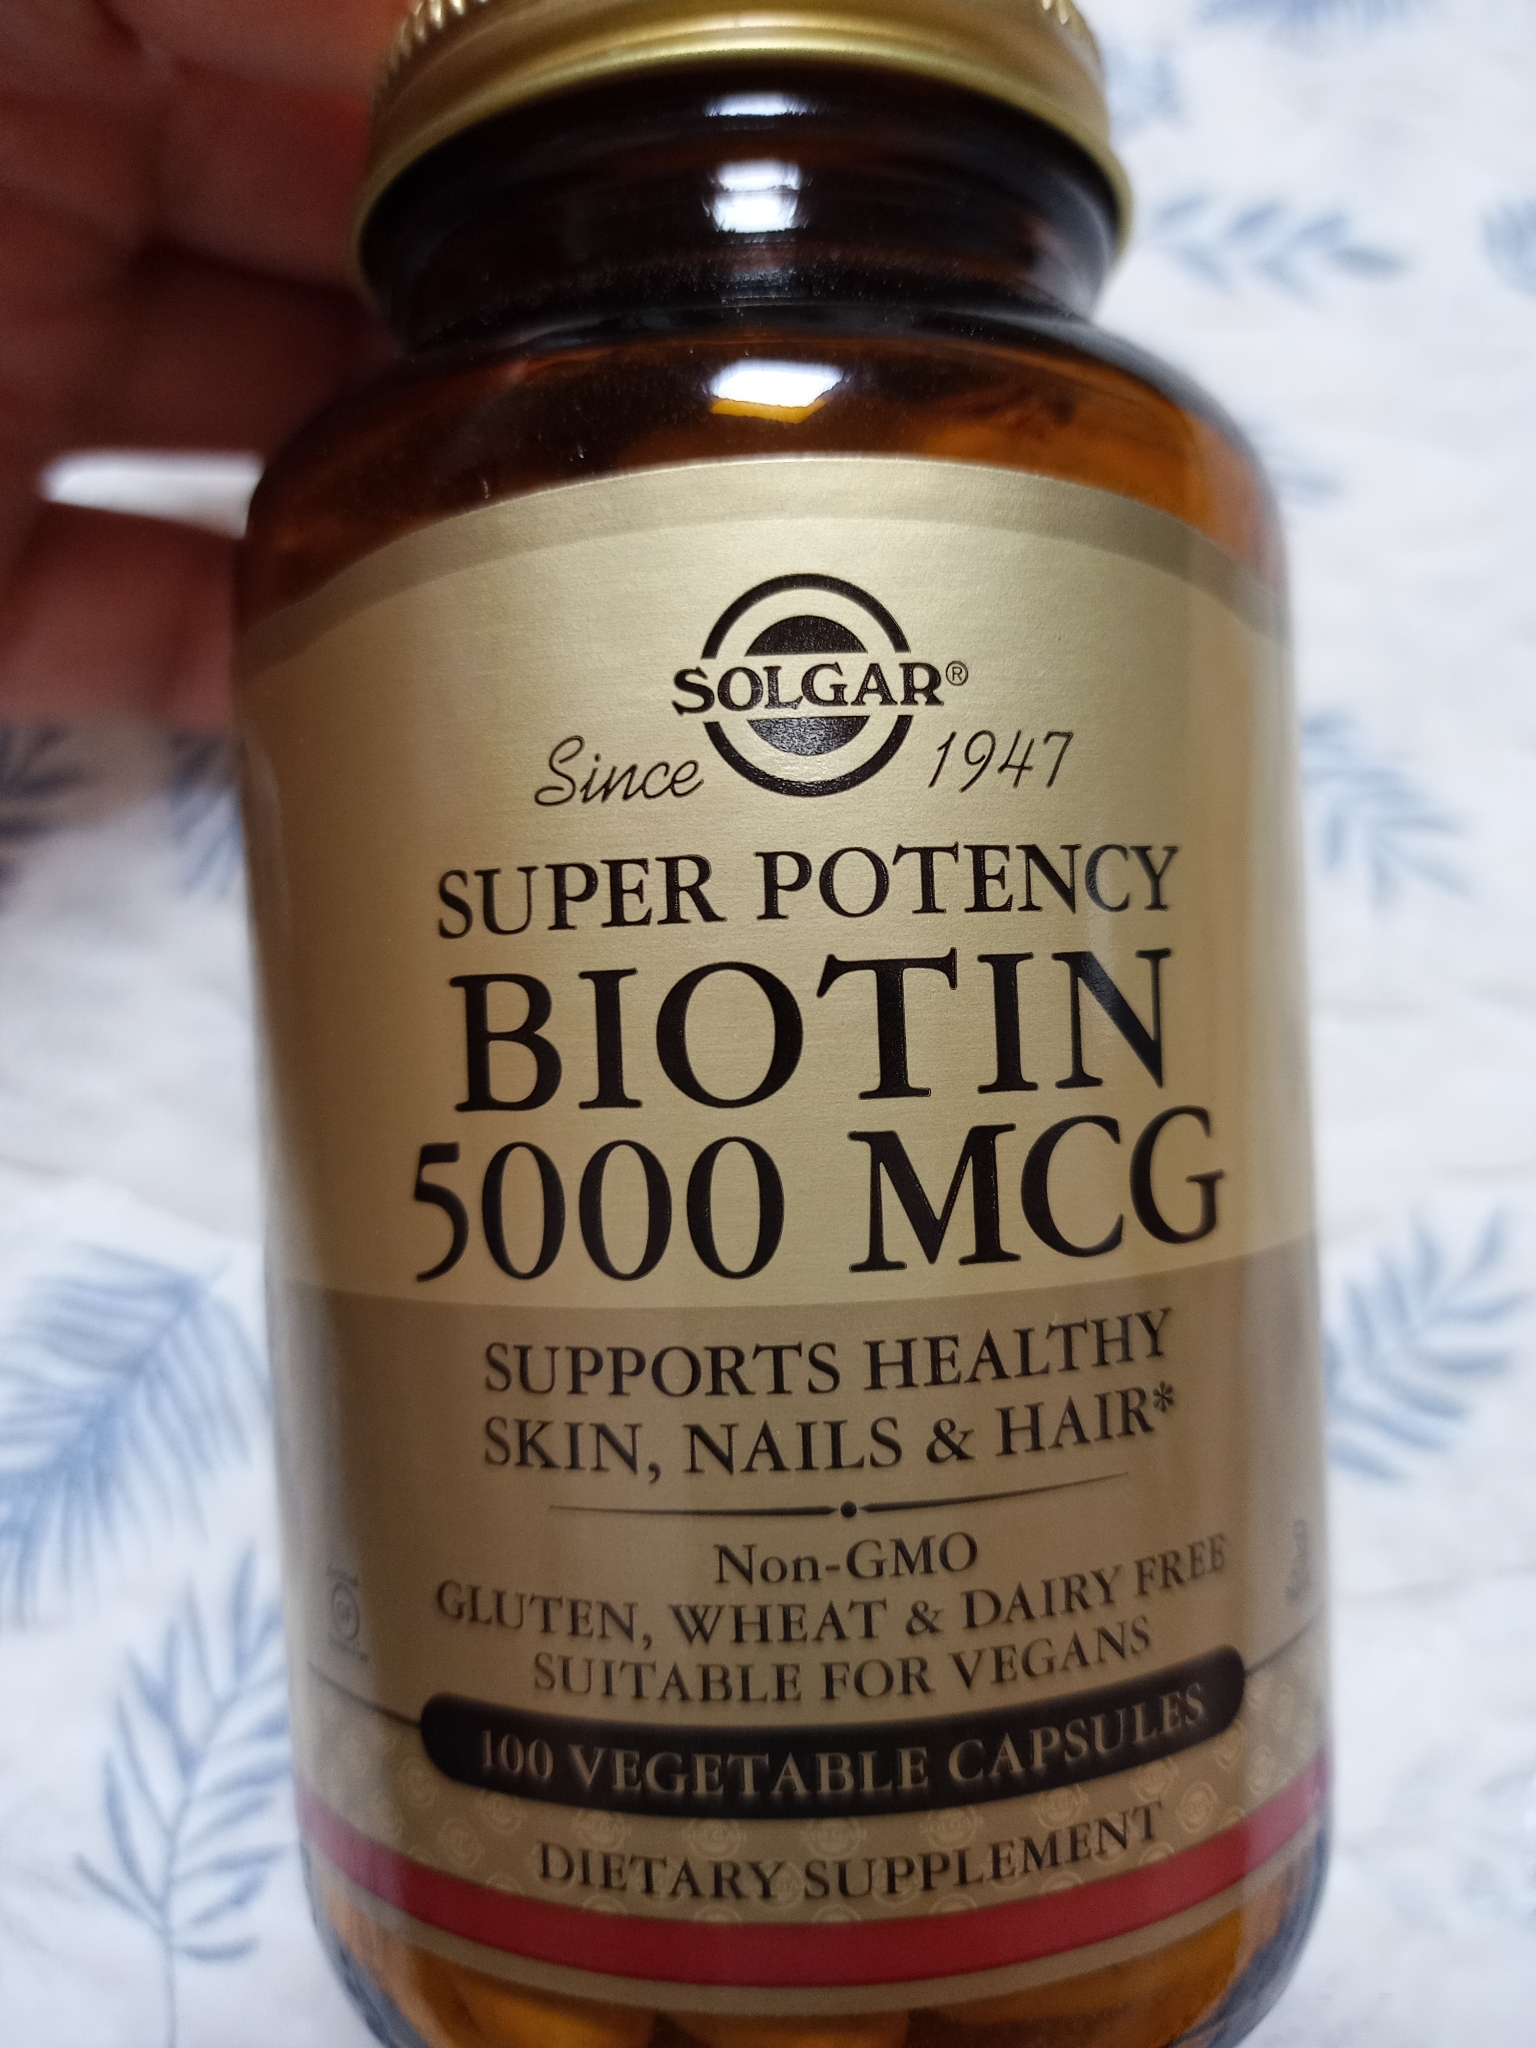 SOLGAR®
Since 1947
SUPER POTENCY
BIOTIN
5000 MCG
SUPPORTS HEALTHY
SKIN, NAILS & HAIR*
Non-GMO
GLUTEN, WHEAT & DAIRY FREE
SUITABLE FOR VEGANS
100 VEGETABLE CAPSULES
DIETARY SUPPLEMENT